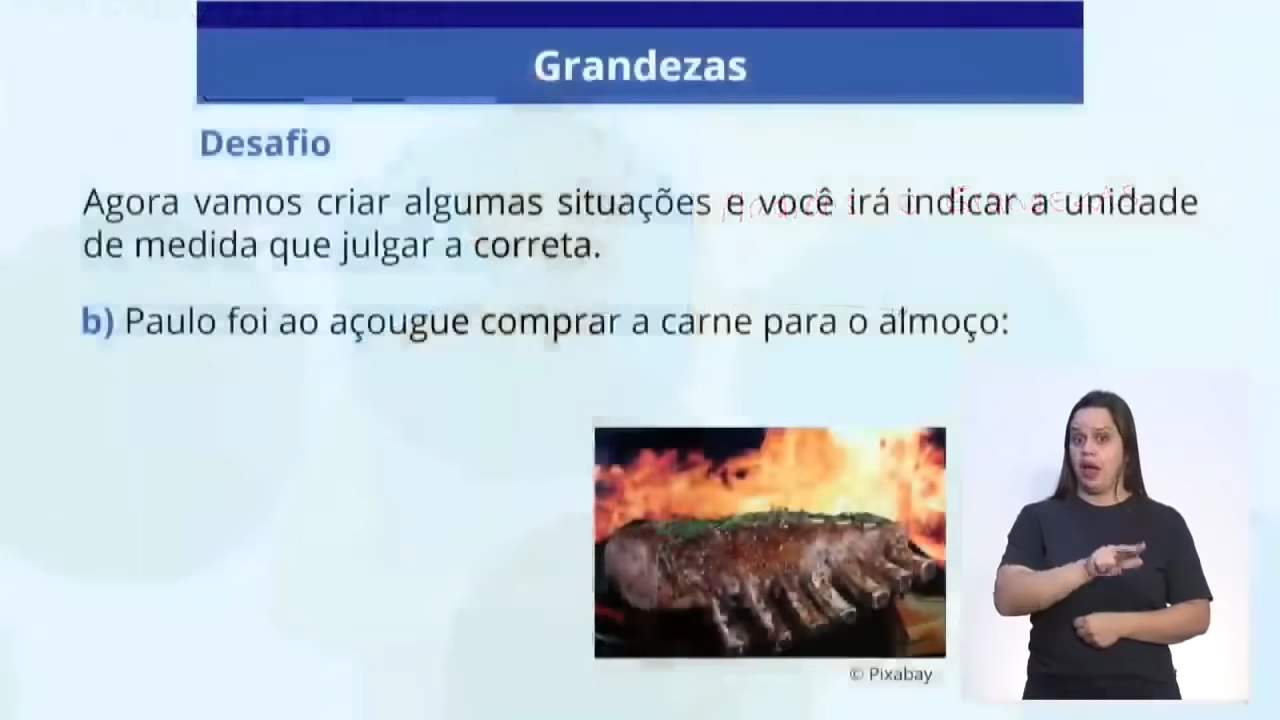 Grandezas
Desafio
Agora vamos criar algumas situações e você irá indicar a unidade
de medida que julgar a correta.
b) Paulo foi ao açougue comprar a carne para o almoço:
© Pixabay